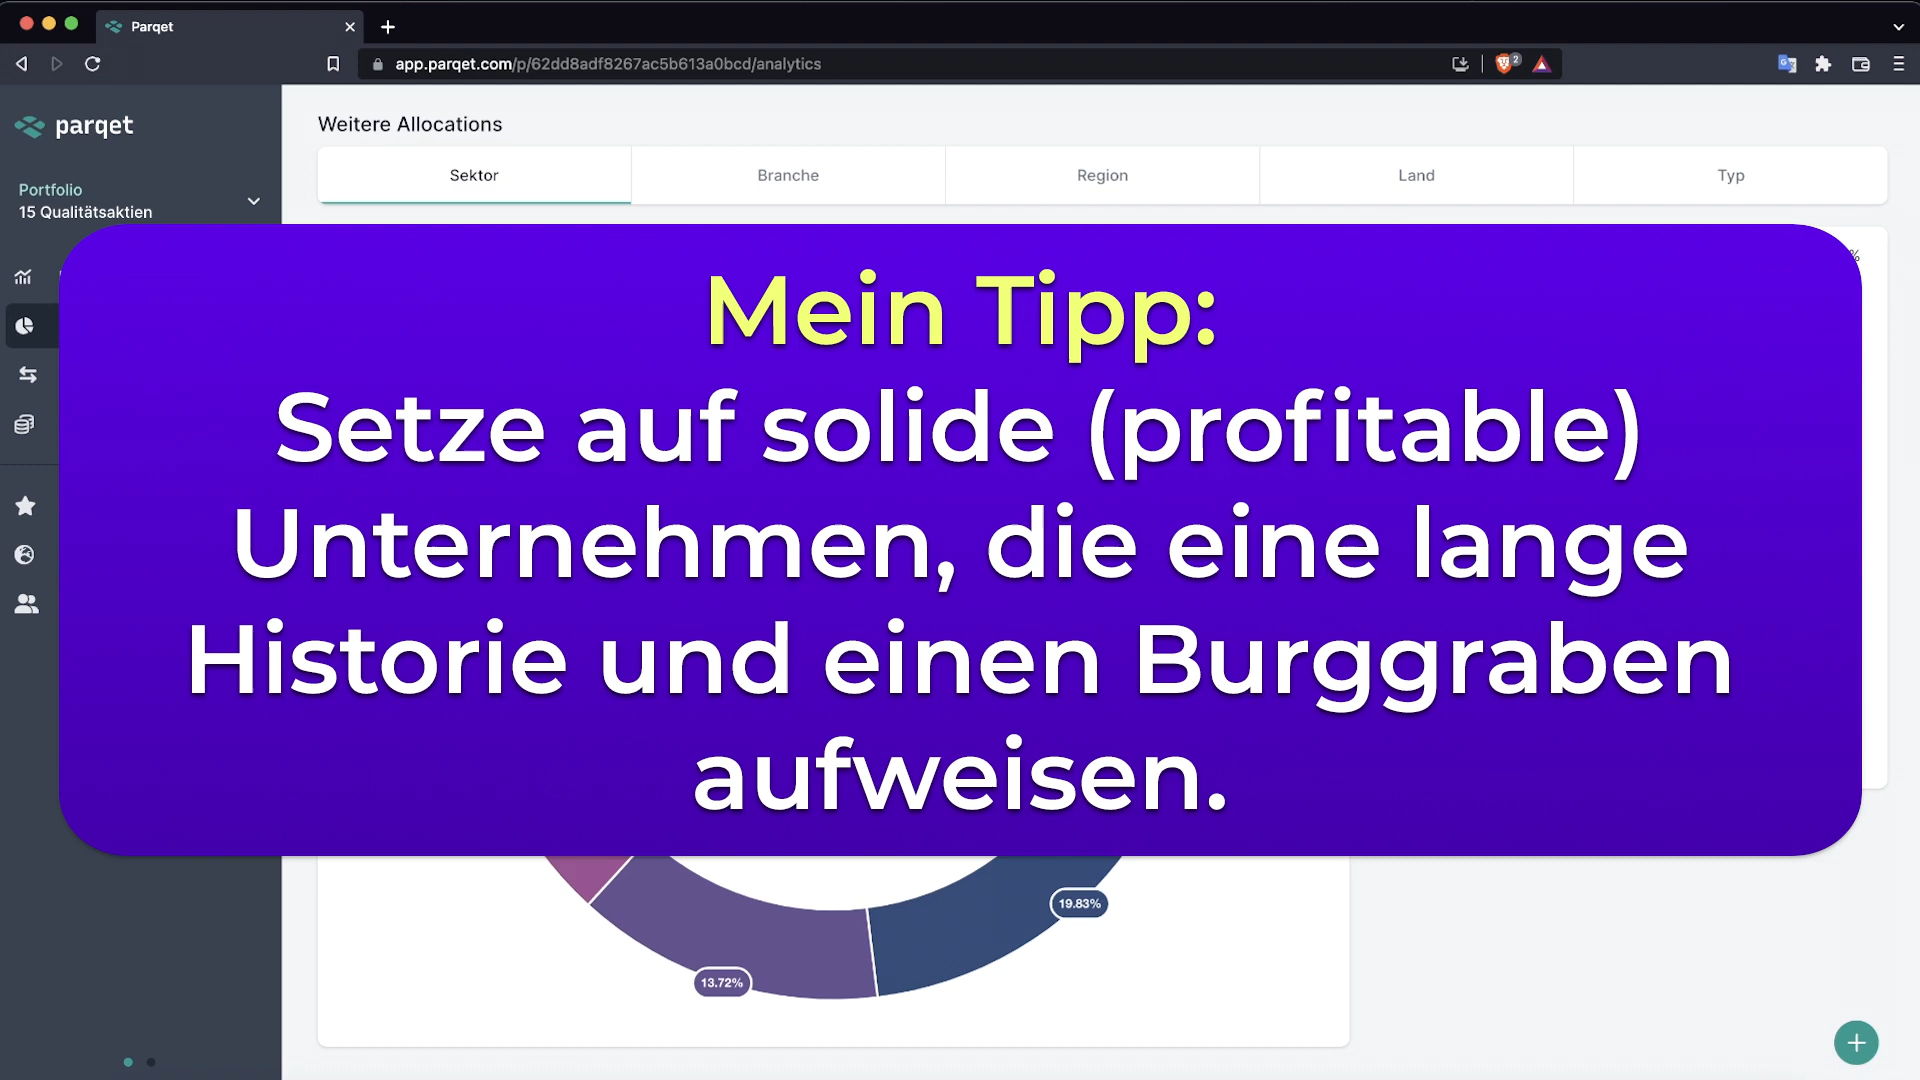 Parqet
app.parqet.com/p/62dd8adf8267ac5b613a0bcd/analytics
2
parqet
Portfolio
15 Qualitätsaktien
Weitere Allocations
Sektor
Branche
Region
Land
Typ
%
Mein Tipp:
Setze auf solide (profitable)
Unternehmen, die eine lange
Historie und einen Burggraben
aufweisen.
19.83%
13.72%